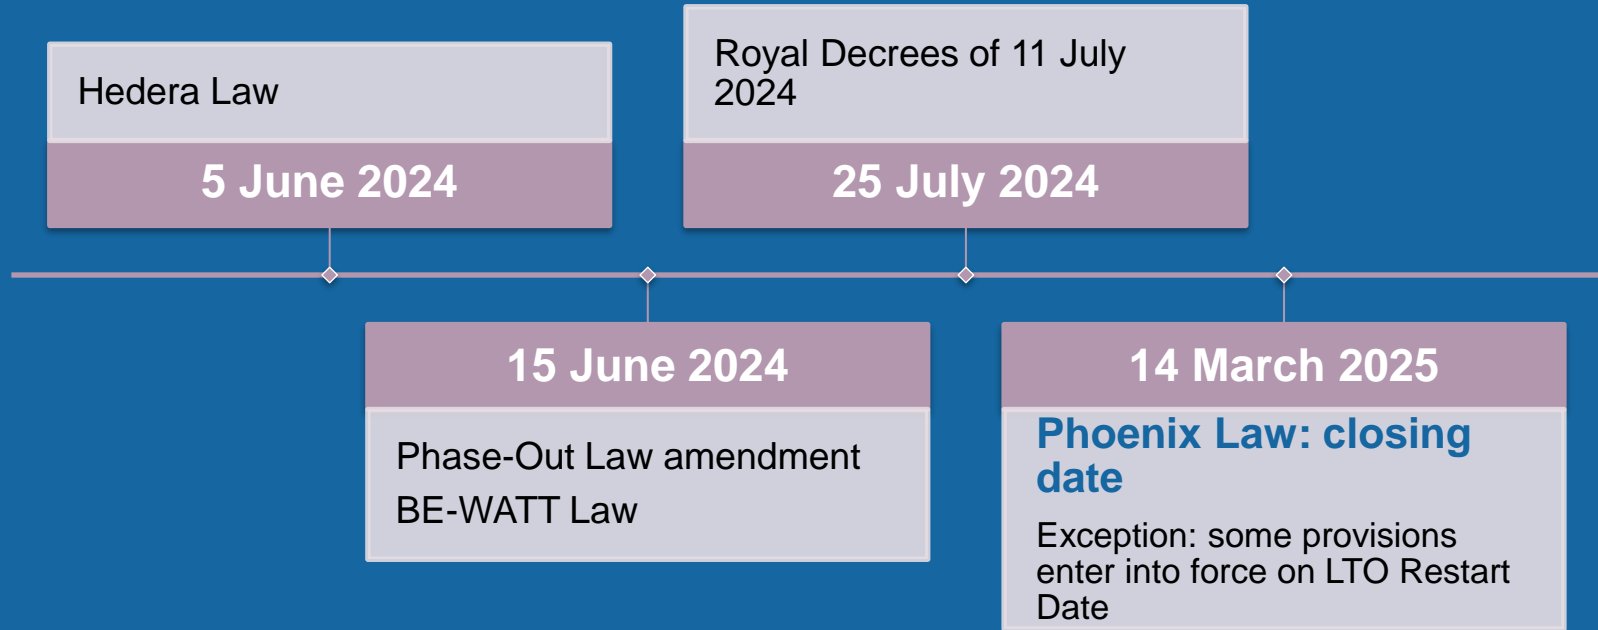 Hedera Law
5 June 2024
Royal Decrees of 11 July
2024
25 July 2024
15 June 2024
Phase-Out Law amendment
BE-WATT Law
14 March 2025
Phoenix Law: closing
date
Exception: some provisions
enter into force on LTO Restart
Date